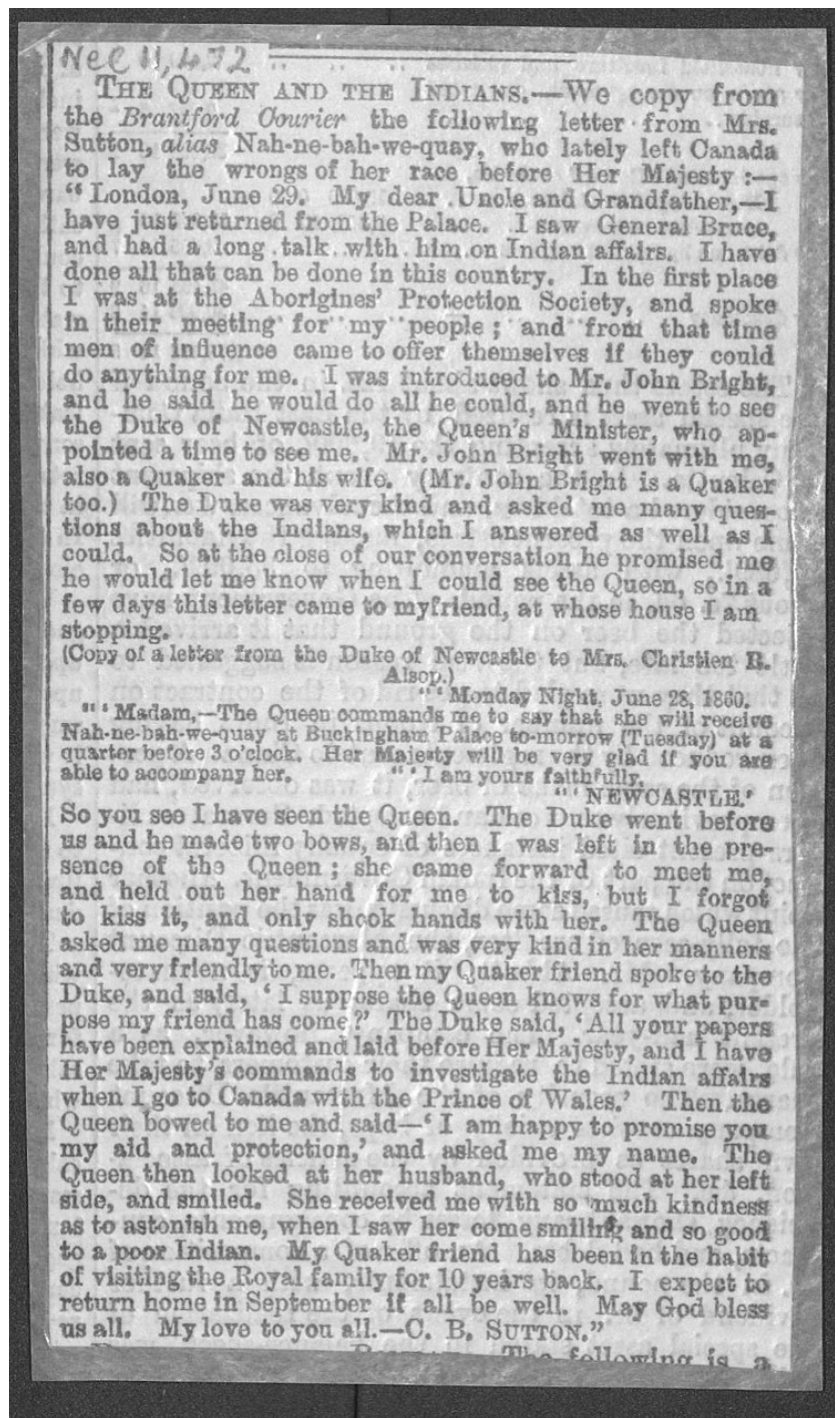 Nel 11,472
THE QUEEN AND THE INDIANS.—We copy from
the Brantford Courier the following letter from Mrs.
Sutton, alias Nah-ne-bah-we-quay, who lately left Canada
to lay the wrongs of her race before Her Majesty :—
“London, June 29. My dear Uncle and Grandfather,—I
have just returned from the Palace. I saw General Bruce,
and had a long talk with him on Indian affairs. I have
done all that can be done in this country. In the first place
I was at the Aborigines’ Protection Society, and spoke
in their meeting for my people ; and from that time
men of influence came to offer themselves if they could
do anything for me. I was introduced to Mr. John Bright,
and he said he would do all he could, and he went to see
the Duke of Newcastle, the Queen’s Minister, who ap-
pointed a time to see me. Mr. John Bright went with me,
also a Quaker and his wife. (Mr. John Bright is a Quaker
too.) The Duke was very kind and asked me many ques-
tions about the Indians, which I answered as well as I
could. So at the close of our conversation he promised me
he would let me know when I could see the Queen, so in a
few days this letter came to myfriend, at whose house I am
stopping.
(Copy of a letter from the Duke of Newcastle to Mrs. Christien R.
Alsop.)
“‘Monday Night, June 28, 1860.
“‘Madam,—The Queen commands me to say that she will receive
Nah-ne-bah-we-quay at Buckingham Palace to-morrow (Tuesday) at a
quarter before 3 o’clock. Her Majesty will be very glad if you are
able to accompany her. “‘I am yours faithfully,
“‘NEWCASTLE.’
So you see I have seen the Queen. The Duke went before
us and he made two bows, and then I was left in the pre-
sence of the Queen ; she came forward to meet me,
and held out her hand for me to kiss, but I forgot
to kiss it, and only shook hands with her. The Queen
asked me many questions and was very kind in her manners
and very friendly to me. Then my Quaker friend spoke to the
Duke, and said, ‘I suppose the Queen knows for what pur-
pose my friend has come?’ The Duke said, ‘All your papers
have been explained and laid before Her Majesty, and I have
Her Majesty’s commands to investigate the Indian affairs
when I go to Canada with the Prince of Wales.’ Then the
Queen bowed to me and said—‘I am happy to promise you
my aid and protection,’ and asked me my name. The
Queen then looked at her husband, who stood at her left
side, and smiled. She received me with so much kindness
as to astonish me, when I saw her come smiling and so good
to a poor Indian. My Quaker friend has been in the habit
of visiting the Royal family for 10 years back. I expect to
return home in September if all be well. May God bless
us all. My love to you all.—C. B. SUTTON.”
The following is a